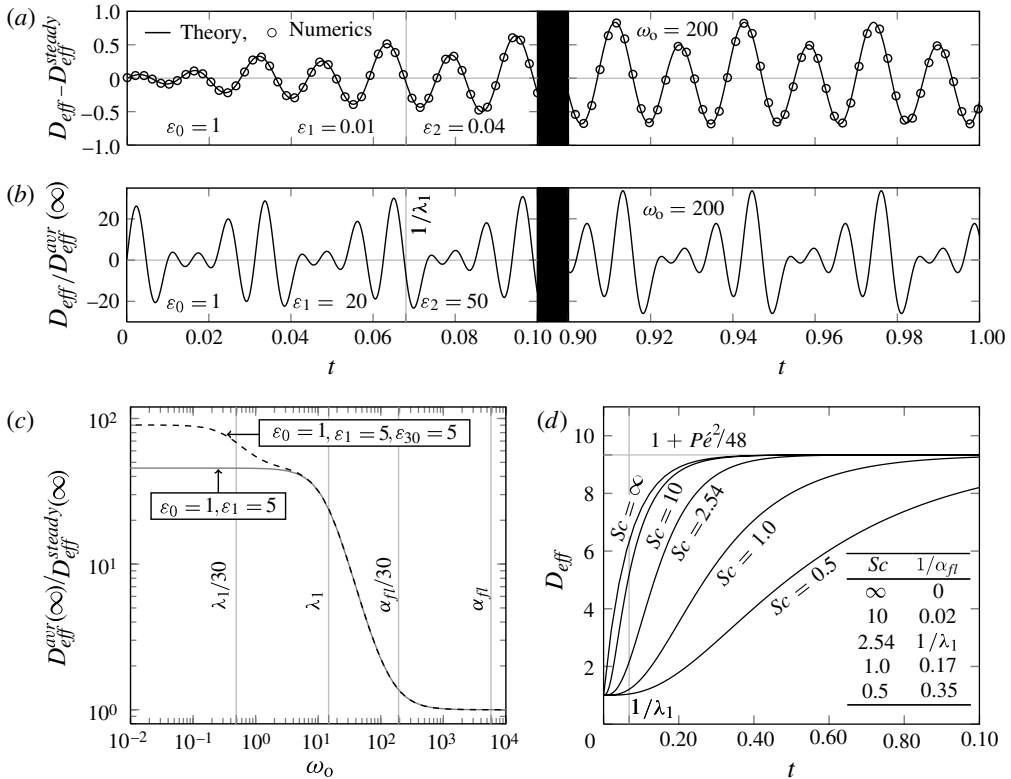 (a)
1.0
0.5
0
−0.5
−1.0
D_eff − D_eff^steady
Theory, Numerics
ω_o = 200
ε_0 = 1
ε_1 = 0.01
ε_2 = 0.04
(b)
20
0
−20
D_eff / D_eff^avr(∞)
1/λ_1
ω_o = 200
ε_0 = 1
ε_1 = 20
ε_2 = 50
0 0.02 0.04 0.06 0.08 0.10 0.90 0.92 0.94 0.96 0.98 1.00
t
t
(c)
10^2
10^1
10^0
D_eff^avr(∞)/D_eff^steady(∞)
ε_0 = 1, ε_1 = 5, ε_30 = 5
ε_0 = 1, ε_1 = 5
λ_1/30
λ_1
α_fl/30
α_fl
10^−2 10^0 10^1 10^2 10^4
ω_o
(d)
10
8
6
4
2
D_eff
1 + Pé^2/48
Sc = ∞
Sc = 10
Sc = 2.54
Sc = 1.0
Sc = 0.5
Sc 1/α_fl
∞ 0
10 0.02
2.54 1/λ_1
1.0 0.17
0.5 0.35
1/λ_1
0 0.20 0.40 0.60 0.80 0.10
t